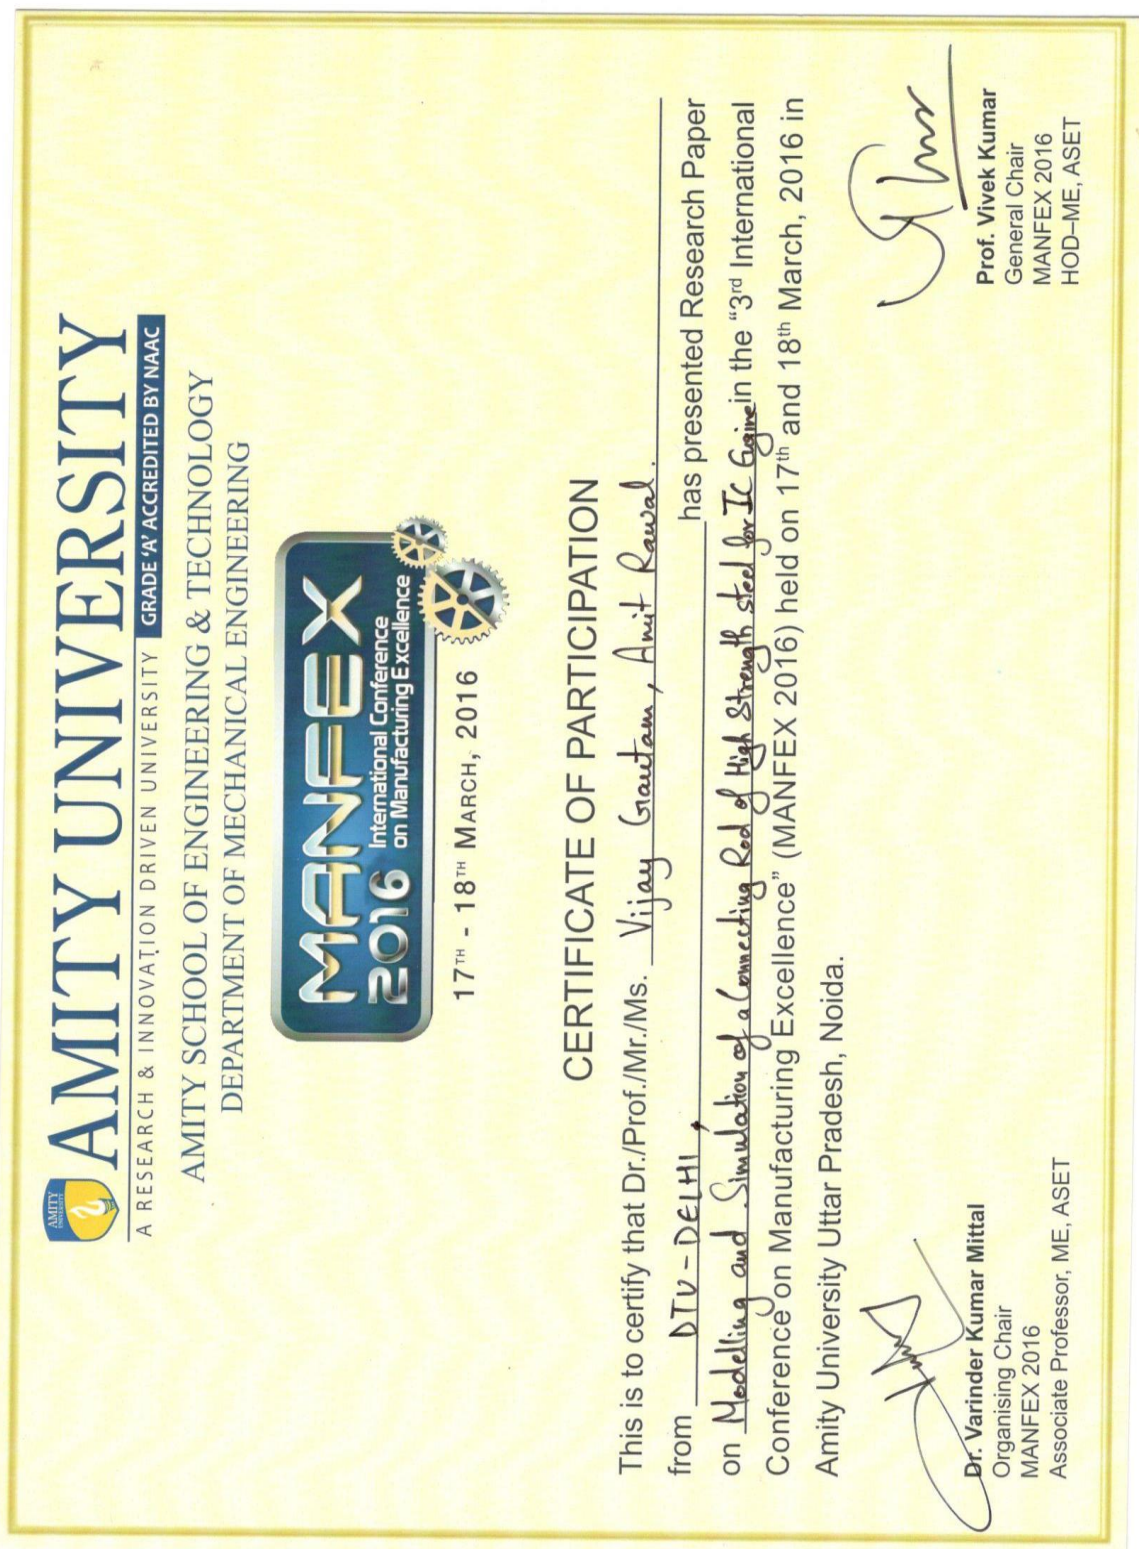 AMITY UNIVERSITY
AMITY UNIVERSITY
A RESEARCH & INNOVATION DRIVEN UNIVERSITY GRADE 'A' ACCREDITED BY NAAC
AMITY SCHOOL OF ENGINEERING & TECHNOLOGY
DEPARTMENT OF MECHANICAL ENGINEERING
MANFEX
2016 International Conference
on Manufacturing Excellence
17TH - 18TH MARCH, 2016
CERTIFICATE OF PARTICIPATION
This is to certify that Dr./Prof./Mr./Ms. Vijay Gautam, Amit Rawal.
from DTU-DELHI, has presented Research Paper
on Modelling and Simulation of a Connecting Rod of High Strength steel for IC Engine in the "3rd International
Conference on Manufacturing Excellence" (MANFEX 2016) held on 17th and 18th March, 2016 in
Amity University Uttar Pradesh, Noida.
Dr. Varinder Kumar Mittal
Organising Chair
MANFEX 2016
Associate Professor, ME, ASET
Prof. Vivek Kumar
General Chair
MANFEX 2016
HOD–ME, ASET